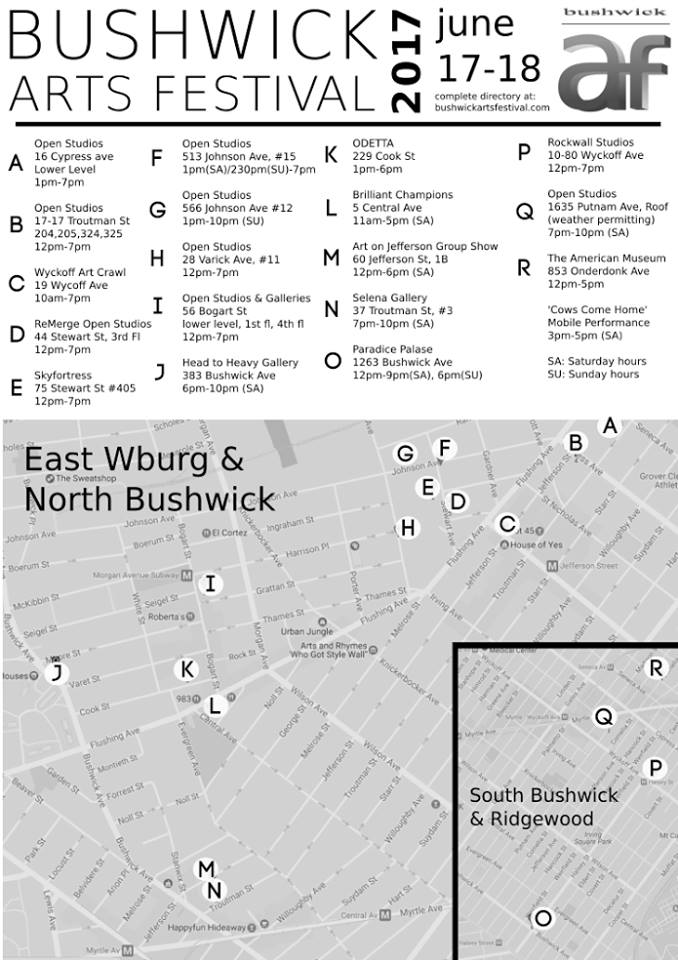 BUSHWICK
ARTS FESTIVAL
2017
june
17-18
complete directory at:
bushwickartsfestival.com
bushwick
af
A
Open Studios
16 Cypress ave
Lower Level
1pm-7pm
B
Open Studios
17-17 Troutman St
204,205,324,325
12pm-7pm
C
Wyckoff Art Crawl
19 Wycoff Ave
10am-7pm
D
ReMerge Open Studios
44 Stewart St, 3rd Fl
12pm-7pm
E
Skyfortress
75 Stewart St #405
12pm-7pm
F
Open Studios
513 Johnson Ave, #15
1pm(SA)/230pm(SU)-7pm
G
Open Studios
566 Johnson Ave #12
1pm-10pm (SU)
H
Open Studios
28 Varick Ave, #11
12pm-7pm
I
Open Studios & Galleries
56 Bogart St
lower level, 1st fl, 4th fl
12pm-7pm
J
Head to Heavy Gallery
383 Bushwick Ave
6pm-10pm (SA)
K
ODETTA
229 Cook St
1pm-6pm
L
Brilliant Champions
5 Central Ave
11am-5pm (SA)
M
Art on Jefferson Group Show
60 Jefferson St, 1B
12pm-6pm (SA)
N
Selena Gallery
37 Troutman St, #3
7pm-10pm (SA)
O
Paradice Palase
1263 Bushwick Ave
12pm-9pm(SA), 6pm(SU)
P
Rockwall Studios
10-80 Wyckoff Ave
12pm-7pm
Q
Open Studios
1635 Putnam Ave, Roof
(weather permitting)
7pm-10pm (SA)
R
The American Museum
853 Onderdonk Ave
12pm-5pm
'Cows Come Home'
Mobile Performance
3pm-5pm (SA)
SA: Saturday hours
SU: Sunday hours
East Wburg &
North Bushwick
The Sweatshop
Scholes
Johnson Ave
Boerum St
El Cortez
Ingraham St
Harrison Pl
Knickerbocker Ave
Morgan Avenue Subway
Bogart St
McKibbin St
Seigel St
White St
Grattan St
Thames St
Porter Ave
Flushing Ave
Roberta's
Urban Jungle
Arts and Rhymes
"Who Got Style Wall"
Morgan Ave
Rock St
Varet St
Cook St
983
Central Ave
Evergreen Ave
Montieth St
Bushwick Ave
Garden St
Beaver St
Forrest St
Noll St
Park St
Locust St
Belvidere St
Arion Pl
Melrose St
Jefferson St
Stanwix St
Troutman St
Lewis Ave
Myrtle Av
Happyfun Hideaway
Willoughby Ave
Suydam St
Hart St
Central Av
Myrtle Ave
Wilson Ave
George St
Starr St
Irving Ave
Gardner Ave
Stewart Ave
St Nicholas Ave
House of Yes
Jefferson Street
Seneca Ave
A
B
C
D
E
F
G
H
I
J
K
L
M
N
South Bushwick
& Ridgewood
Medical Center
Seneca Av
Myrtle - Wyckoff Av
Irving
Square Park
Halsey St
R
Q
P
O